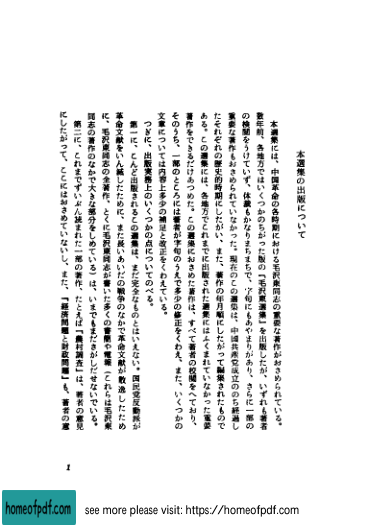 本選集の出版について
本選集には、中国革命の各時期における毛沢東同志の重要な著作がおさめられている。
数年前、各地方ではいくつかのちがった版の『毛沢東選集』を出版したが、いずれも著者
の検閲をうけていず、体裁もかなりまちまちで、字句にもあやまりがあり、さらに一部の
重要な著作もおさめられていなかった。現在のこの選集は、中国共産党成立ののち経過し
たそれぞれの歴史的時期にしたがい、また、著作の年月順にしたがって編集されたもので
ある。この選集には、各地方でこれまでに出版された選集にはふくまれていなかった重要
著作をできるだけあつめた。この選集におさめた著作は、すべて著者の校閲をへており、
そのうち、一部のところには著者が字句のうえで多少の修正をくわえ、また、いくつかの
文章については内容上多少の補足と改正をくわえている。
つぎに、出版実務上のいくつかの点についてのべる。
第一に、こんど出版されるこの選集は、まだ完全なものとはいえない。国民党反動派が
革命文献をいん滅したために、また長いあいだの戦争のなかで革命文献が散逸したため
に、毛沢東同志の全著作、とくに毛沢東同志が書いた多くの書簡や電報(これらは毛沢東
同志の著作のなかで大きな部分をしめている)は、いまでもまださがしだせないでいる。
第二に、これまでずいぶん読まれた一部の著作、たとえば『農村調査』は、著者の意見
にしたがって、ここにはおさめていないし、また、『経済問題と財政問題』も、著者の意
1
homeofpdf.com
see more please visit: https://homeofpdf.com